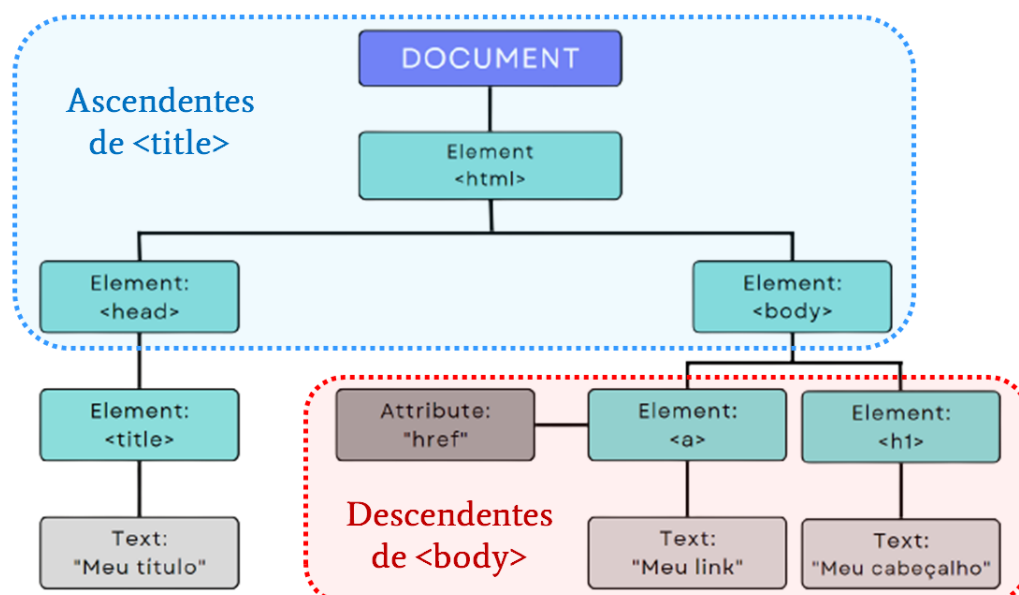 DOCUMENT
Ascendentes
de <title>
Element
<html>
Element:
<head>
Element:
<body>
Element:
<title>
Attribute:
"href"
Element:
<a>
Element:
<h1>
Descendentes
de <body>
Text:
"Meu título"
Text:
"Meu link"
Text:
"Meu cabeçalho"